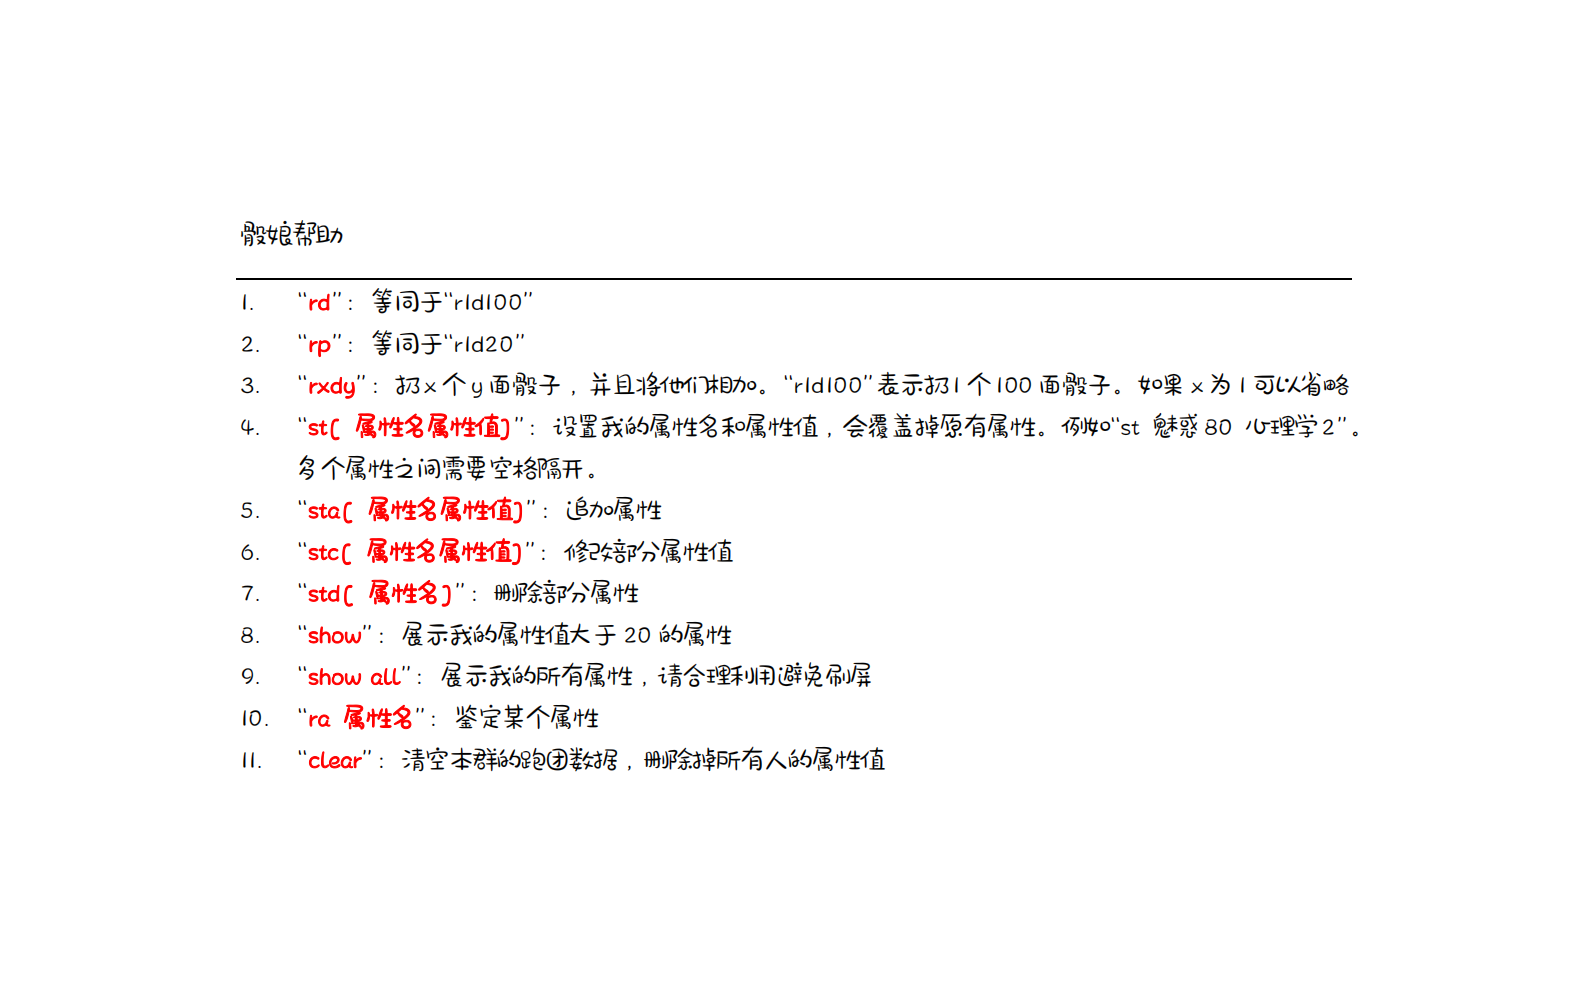 骰娘帮助
1. “rd”：等同于“r1d100”
2. “rp”：等同于“r1d20”
3. “rxdy”：扔x个y面骰子，并且将他们相加。“r1d100”表示扔1个100面骰子。如果x为1可以省略
4. “st[ 属性名属性值]”：设置我的属性名和属性值，会覆盖掉原有属性。例如“st 魅惑80 心理学2”。
多个属性之间需要空格隔开。
5. “sta[ 属性名属性值]”：追加属性
6. “stc[ 属性名属性值]”：修改部分属性值
7. “std[ 属性名]”：删除部分属性
8. “show”：展示我的属性值大于20的属性
9. “show all”：展示我的所有属性，请合理利用避免刷屏
10. “ra 属性名”：鉴定某个属性
11. “clear”：清空本群的跑团数据，删除掉所有人的属性值